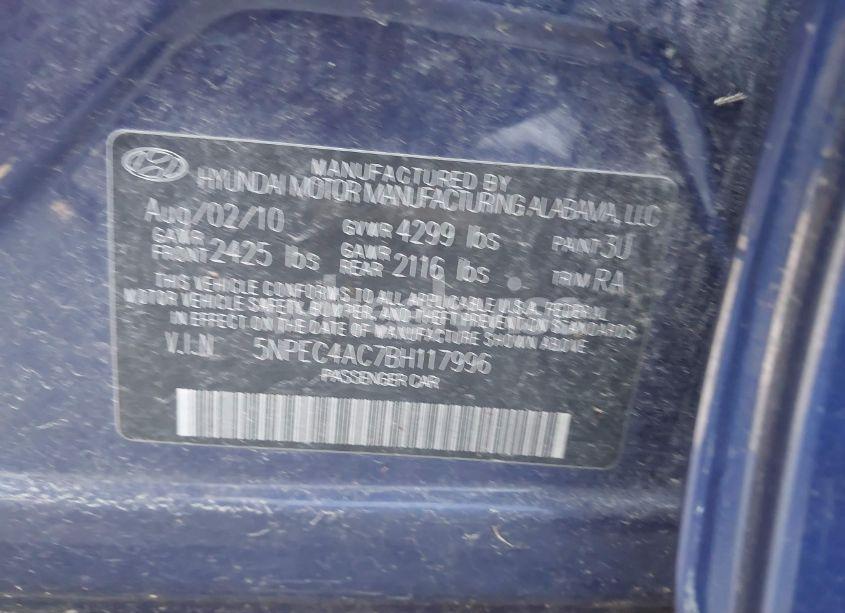 MANUFACTURED BY
HYUNDAI MOTOR MANUFACTURING ALABAMA, LLC
Aug/02/10 GVWR 4299 lbs PAINT 3U
GAWR FRONT 2425 lbs GAWR REAR 2116 lbs TRIM RA
THIS VEHICLE CONFORMS TO ALL APPLICABLE U.S.A. FEDERAL
MOTOR VEHICLE SAFETY, BUMPER, AND THEFT PREVENTION STANDARDS
IN EFFECT ON THE DATE OF MANUFACTURE SHOWN ABOVE.
V.I.N 5NPEC4AC7BH117996
PASSENGER CAR